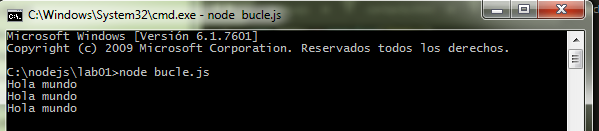 C:\Windows\System32\cmd.exe - node  bucle.js
Microsoft Windows [Versión 6.1.7601]
Copyright (c) 2009 Microsoft Corporation. Reservados todos los derechos.
C:\nodejs\lab01>node bucle.js
Hola mundo
Hola mundo
Hola mundo